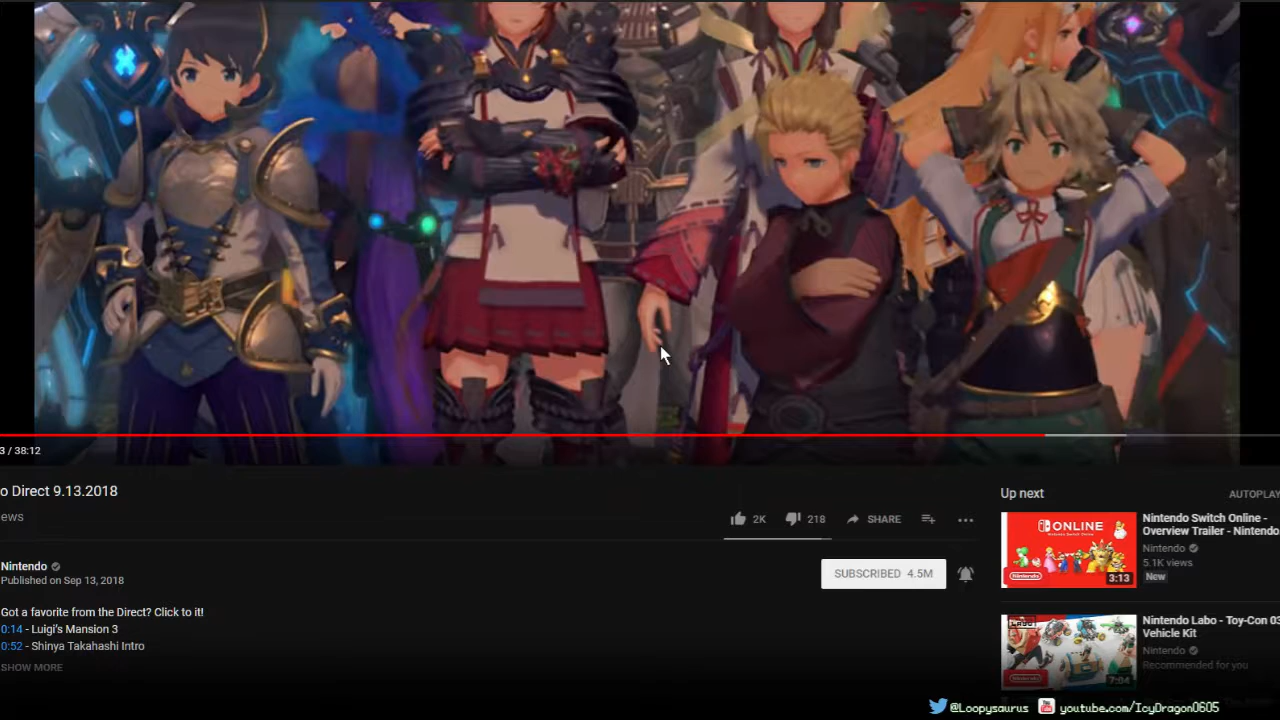 3 / 38:12
o Direct 9.13.2018
ews
2K
218
SHARE
Nintendo
Published on Sep 13, 2018
SUBSCRIBED 4.5M
Got a favorite from the Direct? Click to it!
0:14 - Luigi's Mansion 3
0:52 - Shinya Takahashi Intro
SHOW MORE
Up next
AUTOPLAY
ONLINE
Nintendo
3:13
Nintendo Switch Online -
Overview Trailer - Nintendo
Nintendo
5.1K views
New
LABO
7:04
Nintendo Labo - Toy-Con 03
Vehicle Kit
Nintendo
Recommended for you
@Loopysaurus
youtube.com/IcyDragon0605